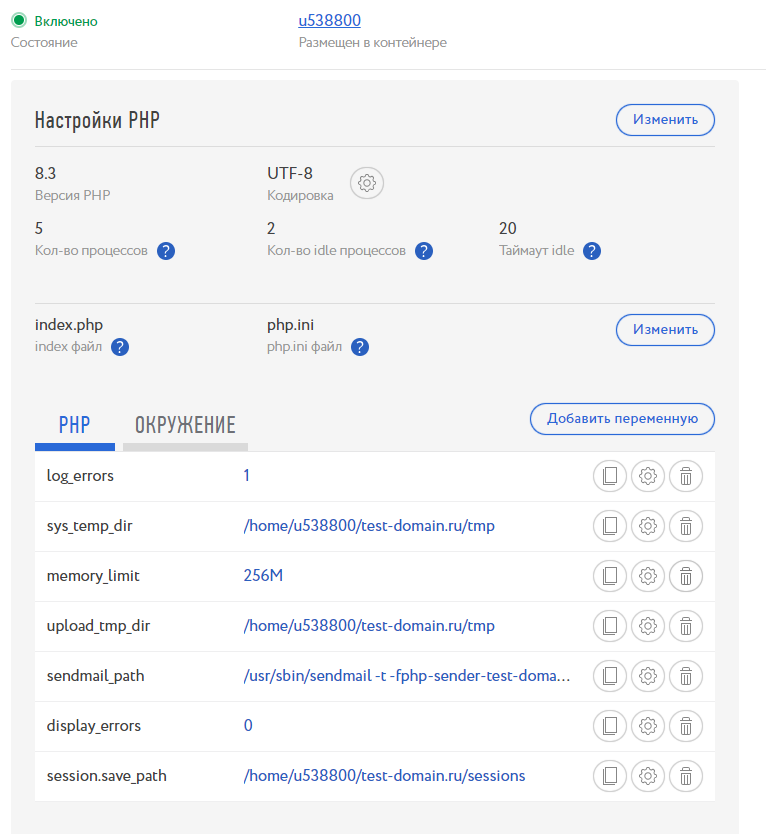 Включено u538800
Состояние Размещен в контейнере
Настройки PHP Изменить
8.3 UTF-8
Версия PHP Кодировка
5 2 20
Кол-во процессов ? Кол-во idle процессов ? Таймаут idle ?
index.php php.ini Изменить
index файл ? php.ini файл ?
PHP ОКРУЖЕНИЕ Добавить переменную
log_errors 1
sys_temp_dir /home/u538800/test-domain.ru/tmp
memory_limit 256M
upload_tmp_dir /home/u538800/test-domain.ru/tmp
sendmail_path /usr/sbin/sendmail -t -fphp-sender-test-doma...
display_errors 0
session.save_path /home/u538800/test-domain.ru/sessions